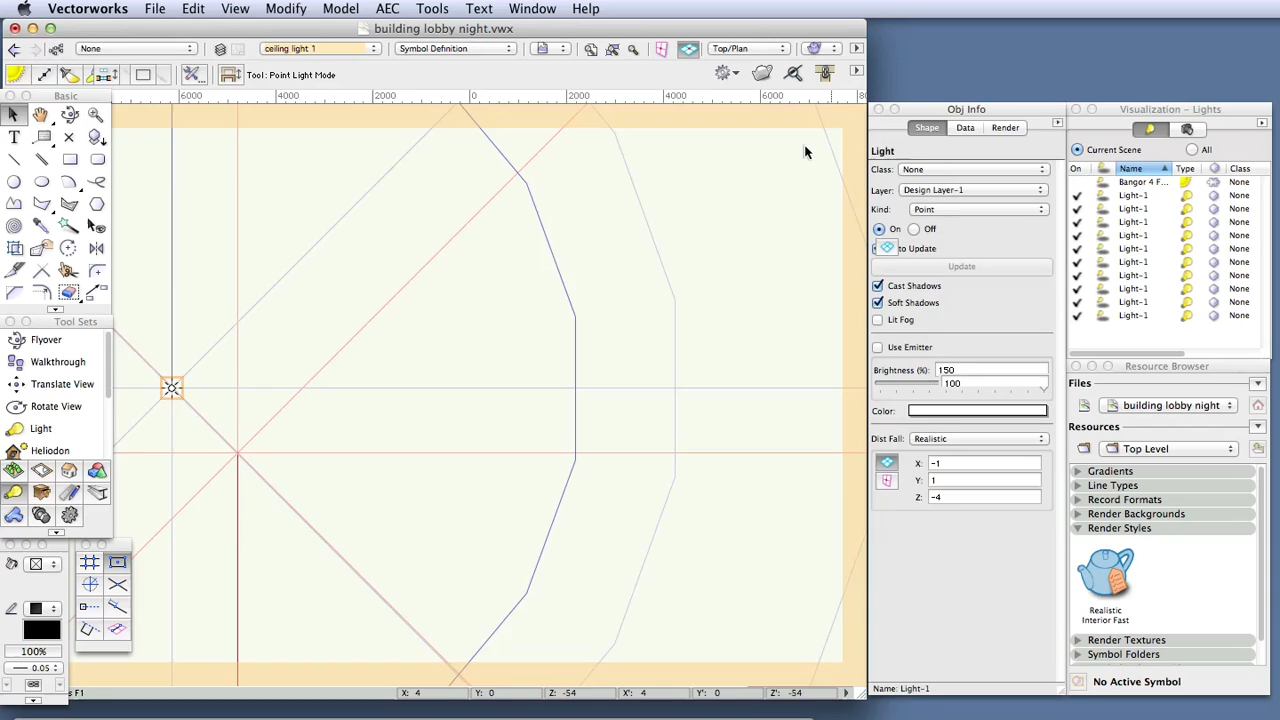 Vectorworks File Edit View Modify Model AEC Tools Text Window Help
building lobby night.vwx
None ceiling light 1 Symbol Definition Top/Plan
Tool: Point Light Mode
Basic
6000 4000 2000 0 2000 4000 6000
Tool Sets
Flyover
Walkthrough
Translate View
Rotate View
Light
Heliodon
100%
0.05
s F1 X: 4 Y: 0 Z: -54 X': 4 Y': 0 Z': -54
Obj Info
Shape Data Render
Light
Class: None
Layer: Design Layer-1
Kind: Point
On Off
to Update
Update
Cast Shadows
Soft Shadows
Lit Fog
Use Emitter
Brightness (%): 150
100
Color:
Dist Fall: Realistic
X: -1
Y: 1
Z: -4
Name: Light-1
Visualization - Lights
Current Scene All
On Name Type Class
Bangor 4 F... None
Light-1 None
Light-1 None
Light-1 None
Light-1 None
Light-1 None
Light-1 None
Light-1 None
Light-1 None
Light-1 None
Light-1 None
Resource Browser
Files
building lobby night
Resources
Top Level
Gradients
Line Types
Record Formats
Render Backgrounds
Render Styles
Realistic
Interior Fast
Render Textures
Symbol Folders
No Active Symbol